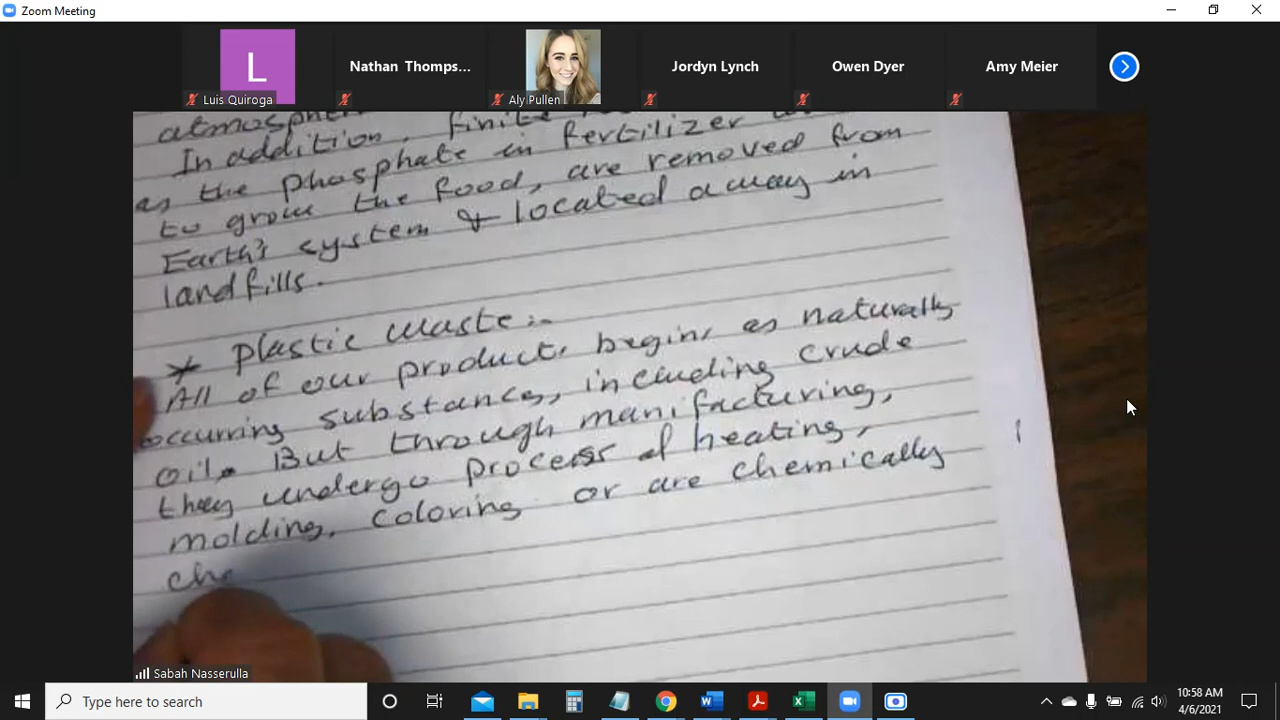 Zoom Meeting
L
Luis Quiroga
Nathan Thomps...
Aly Pullen
Jordyn Lynch
Owen Dyer
Amy Meier
In addition, finite
as the phosphate in fertilizer
to grow the food, are removed from
Earth's system & located away in
landfills.
* Plastic waste :-
All of our products begins as naturally
occurring substances, including crude
oil. But through manifacturing,
they undergo process of heating,
molding, coloring or are chemically
che
Sabah Nasserulla
Type here to search
10:58 AM
4/6/2021